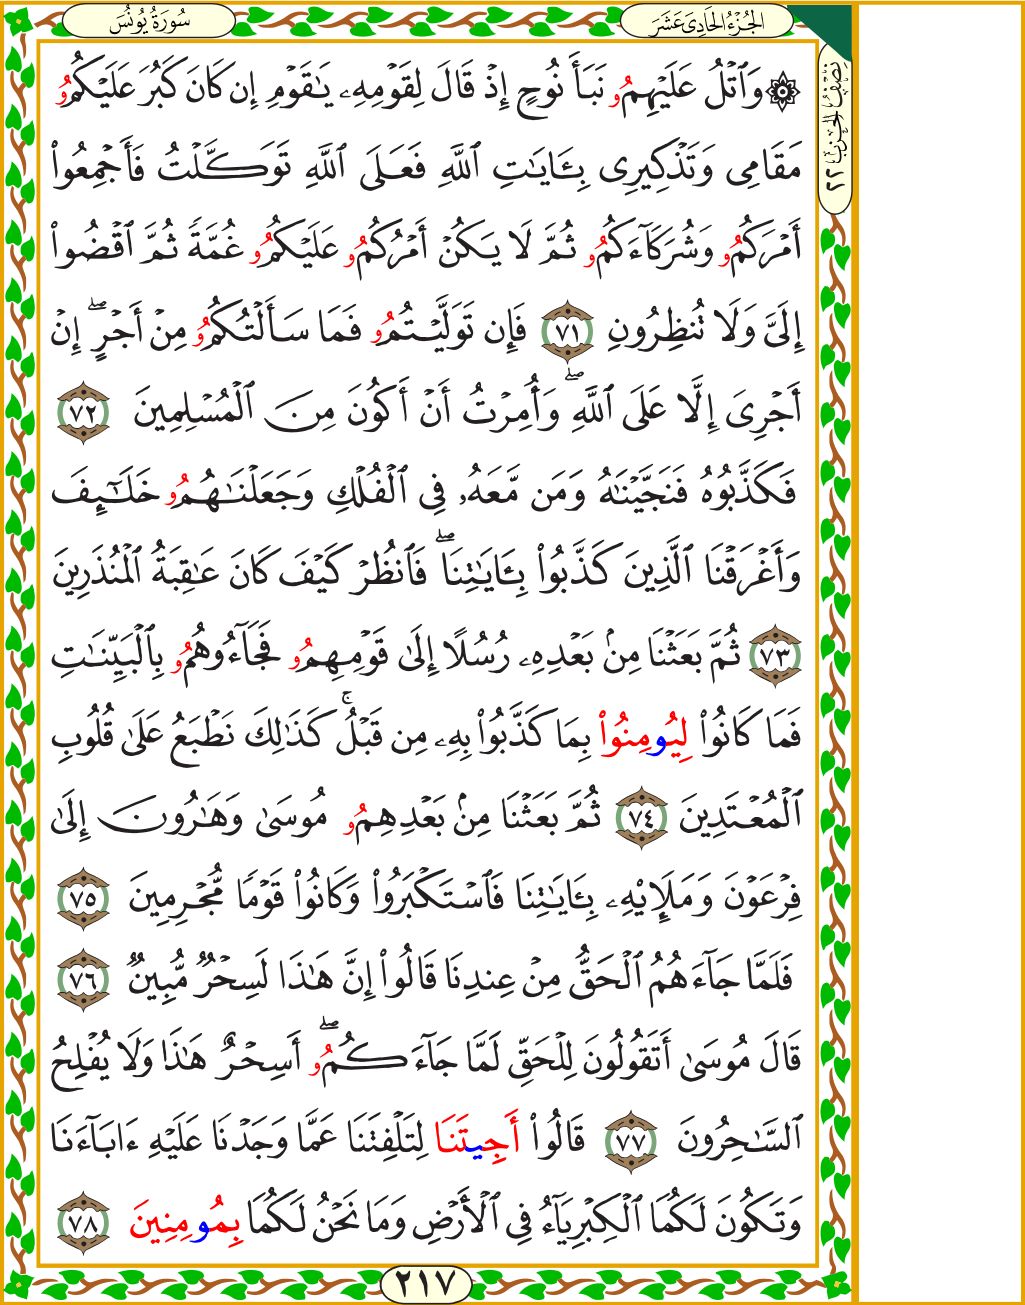 سُورَةُ يُونُسَ
الجُزْءُ الحَادِىَ عَشَرَ
نِصْفُ الحِزْبِ ٢٢
۞ وَٱتْلُ عَلَيْهِمُۥ نَبَأَ نُوحٍ إِذْ قَالَ لِقَوْمِهِۦ يَـٰقَوْمِ إِن كَانَ كَبُرَ عَلَيْكُمُۥ
مَقَامِى وَتَذْكِيرِى بِـَٔايَـٰتِ ٱللَّهِ فَعَلَى ٱللَّهِ تَوَكَّلْتُ فَأَجْمِعُوٓا۟
أَمْرَكُمُۥ وَشُرَكَآءَكُمُۥ ثُمَّ لَا يَكُنْ أَمْرُكُمُۥ عَلَيْكُمُۥ غُمَّةً ثُمَّ ٱقْضُوٓا۟
إِلَىَّ وَلَا تُنظِرُونِ ٧١ فَإِن تَوَلَّيْتُمُۥ فَمَا سَأَلْتُكُمُۥ مِنْ أَجْرٍ ۖ إِنْ
أَجْرِىَ إِلَّا عَلَى ٱللَّهِ ۖ وَأُمِرْتُ أَنْ أَكُونَ مِنَ ٱلْمُسْلِمِينَ ٧٢
فَكَذَّبُوهُ فَنَجَّيْنَـٰهُ وَمَن مَّعَهُۥ فِى ٱلْفُلْكِ وَجَعَلْنَـٰهُمُۥ خَلَـٰٓئِفَ
وَأَغْرَقْنَا ٱلَّذِينَ كَذَّبُوا۟ بِـَٔايَـٰتِنَا ۖ فَٱنظُرْ كَيْفَ كَانَ عَـٰقِبَةُ ٱلْمُنذَرِينَ
٧٣ ثُمَّ بَعَثْنَا مِنۢ بَعْدِهِۦ رُسُلًا إِلَىٰ قَوْمِهِمُۥ فَجَآءُوهُمُۥ بِٱلْبَيِّنَـٰتِ
فَمَا كَانُوا۟ لِيُومِنُوا۟ بِمَا كَذَّبُوا۟ بِهِۦ مِن قَبْلُ ۚ كَذَٰلِكَ نَطْبَعُ عَلَىٰ قُلُوبِ
ٱلْمُعْتَدِينَ ٧٤ ثُمَّ بَعَثْنَا مِنۢ بَعْدِهِمُۥ مُوسَىٰ وَهَـٰرُونَ إِلَىٰ
فِرْعَوْنَ وَمَلَإِي۟هِۦ بِـَٔايَـٰتِنَا فَٱسْتَكْبَرُوا۟ وَكَانُوا۟ قَوْمًا مُّجْرِمِينَ ٧٥
فَلَمَّا جَآءَهُمُ ٱلْحَقُّ مِنْ عِندِنَا قَالُوٓا۟ إِنَّ هَـٰذَا لَسِحْرٌ مُّبِينٌ ٧٦
قَالَ مُوسَىٰ أَتَقُولُونَ لِلْحَقِّ لَمَّا جَآءَكُمُۥ ۖ أَسِحْرٌ هَـٰذَا وَلَا يُفْلِحُ
ٱلسَّـٰحِرُونَ ٧٧ قَالُوٓا۟ أَجِيتَنَا لِتَلْفِتَنَا عَمَّا وَجَدْنَا عَلَيْهِ ءَابَآءَنَا
وَتَكُونَ لَكُمَا ٱلْكِبْرِيَآءُ فِى ٱلْأَرْضِ وَمَا نَحْنُ لَكُمَا بِمُومِنِينَ ٧٨
٢١٧